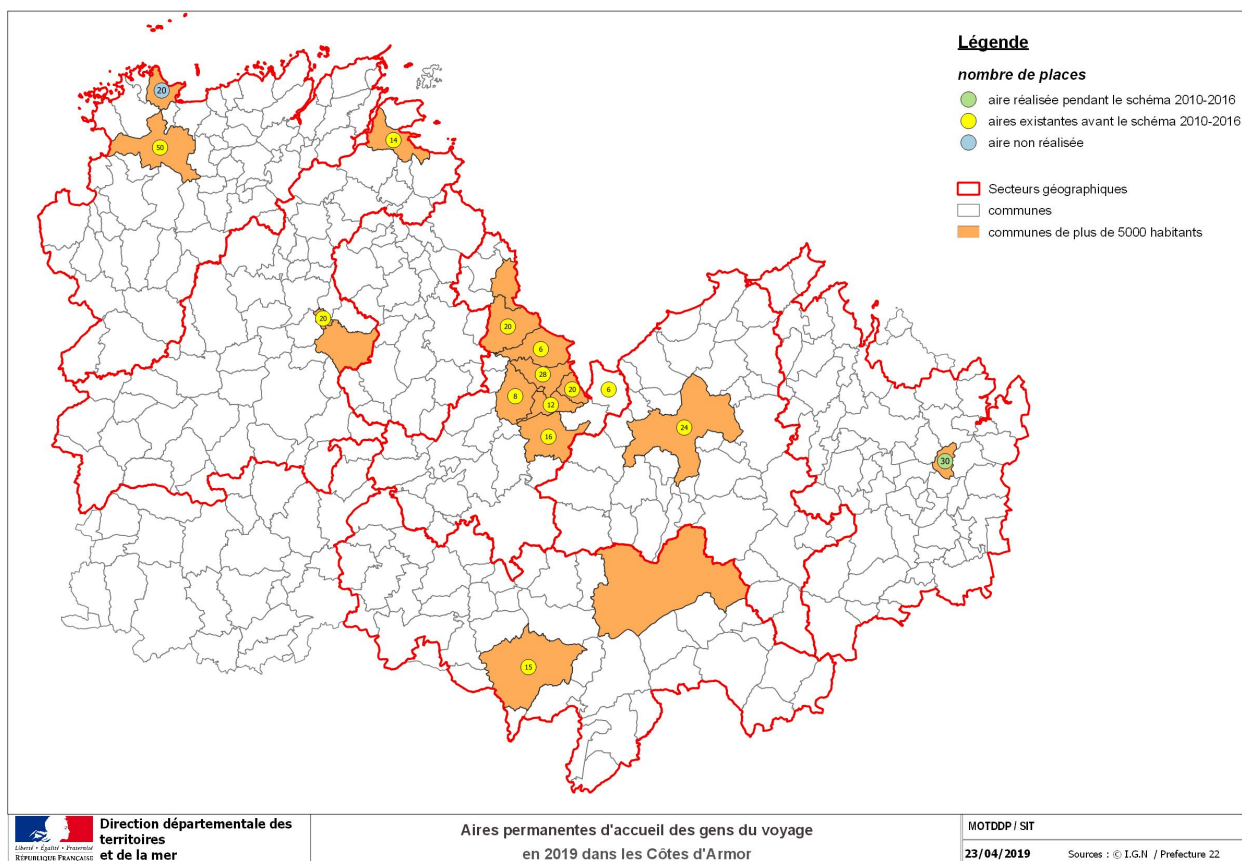 Légende
nombre de places
aire réalisée pendant le schéma 2010-2016
aires existantes avant le schéma 2010-2016
aire non réalisée
Secteurs géographiques
communes
communes de plus de 5000 habitants
20
50
14
20
20
6
28
20
6
8
12
16
24
30
15
Liberté • Égalité • Fraternité
RÉPUBLIQUE FRANÇAISE
Direction départementale des
territoires
et de la mer
Aires permanentes d'accueil des gens du voyage
en 2019 dans les Côtes d'Armor
MOTDDP / SIT
23/04/2019 Sources : © I.G.N / Prefecture 22